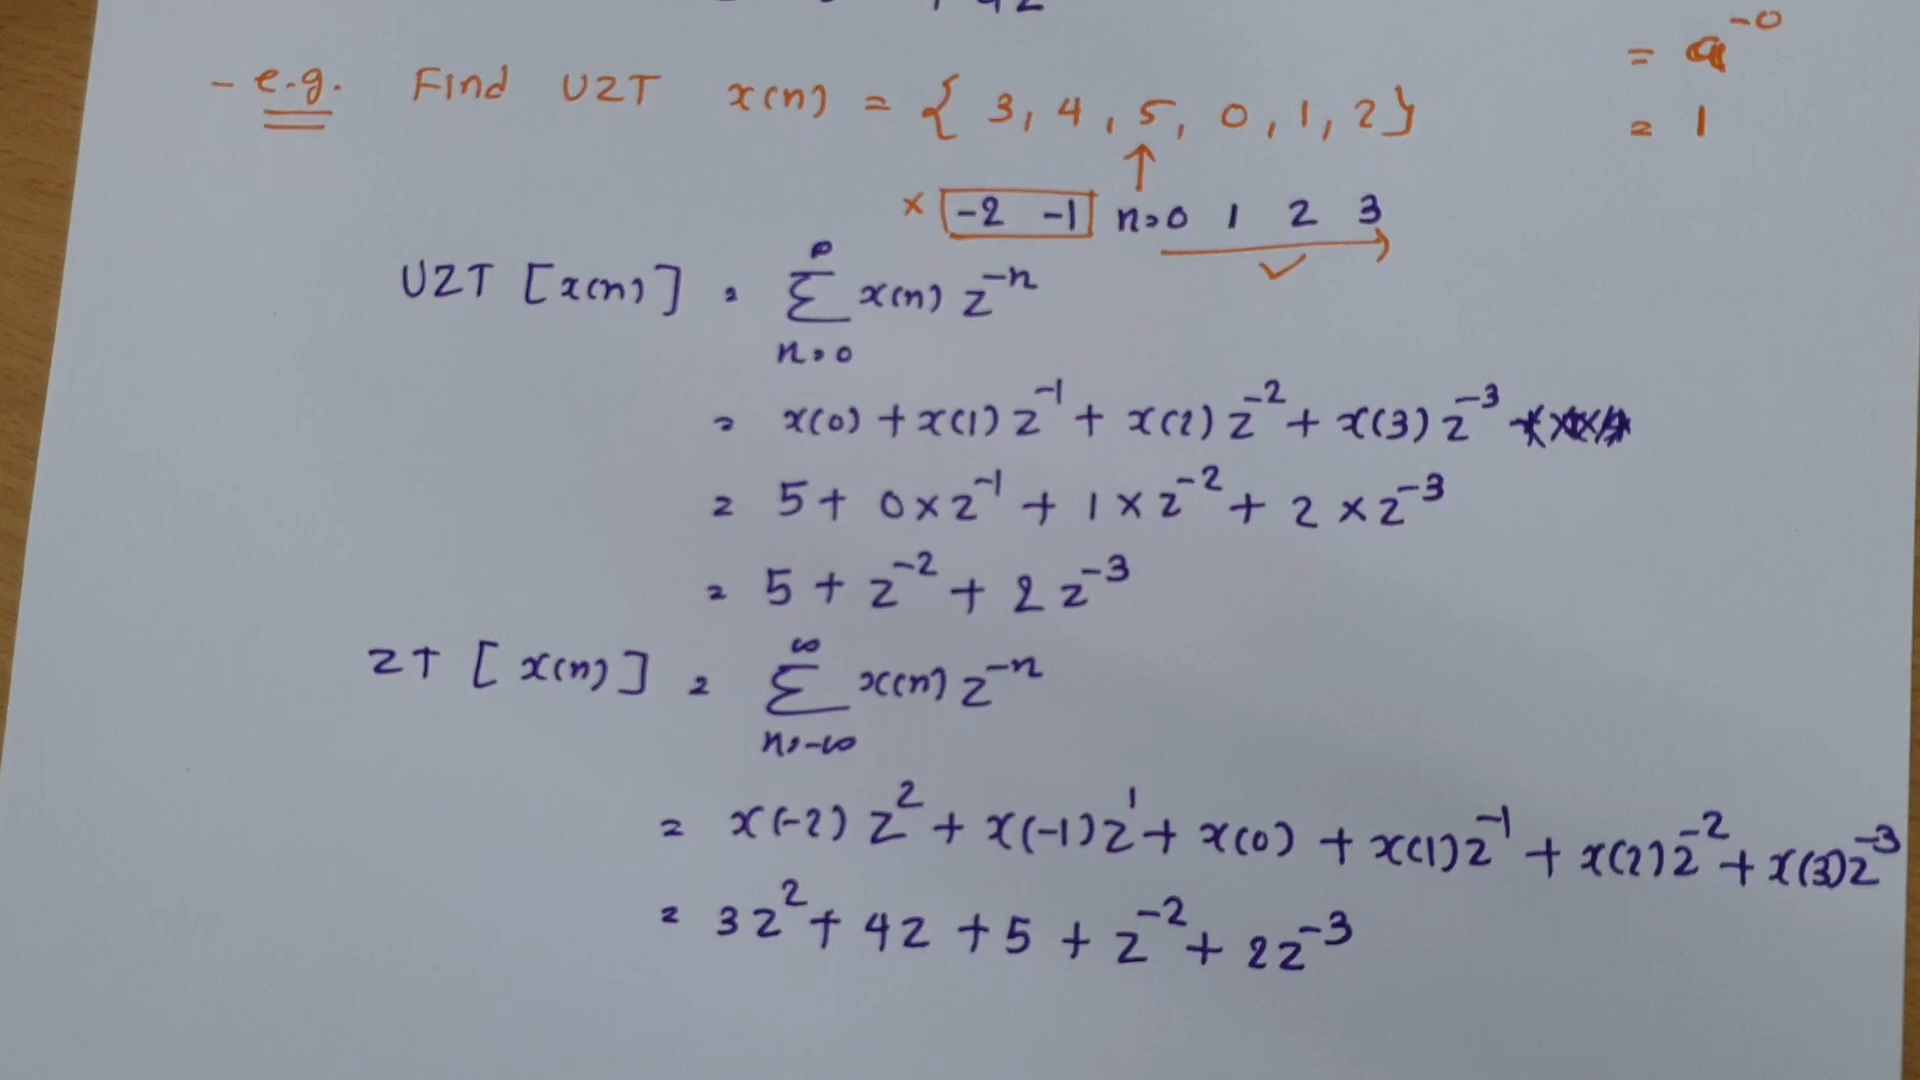 - e.g. Find UZT x(n) = { 3, 4, 5, 0, 1, 2 }
↑
× -2 -1 n=0 1 2 3 ✓
= a^-0
= 1
UZT [x(n)] = Σ x(n) z^-n
n=0
= x(0) + x(1) z^-1 + x(2) z^-2 + x(3) z^-3
= 5 + 0 × z^-1 + 1 × z^-2 + 2 × z^-3
= 5 + z^-2 + 2 z^-3
∞
ZT [x(n)] = Σ x(n) z^-n
n=-∞
= x(-2) z^2 + x(-1) z^1 + x(0) + x(1) z^-1 + x(2) z^-2 + x(3) z^-3
= 3z^2 + 4z + 5 + z^-2 + 2z^-3